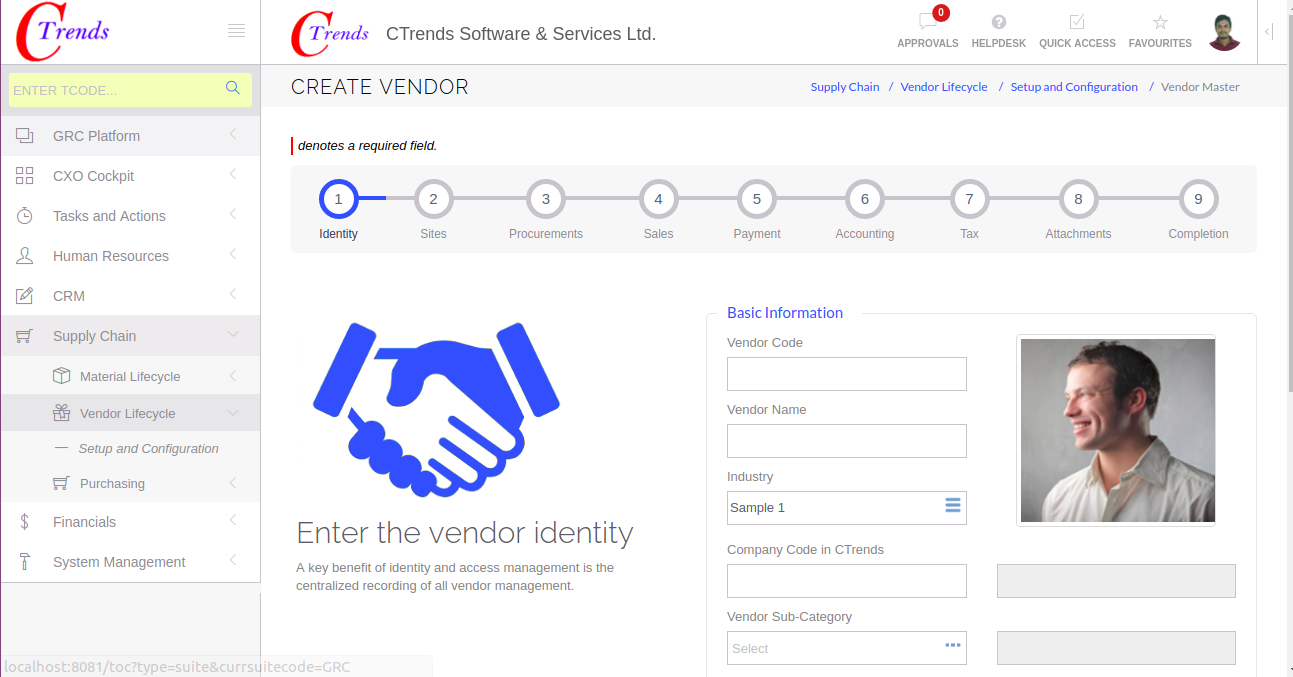 CTrends
CTrends
CTrends Software & Services Ltd.
0
APPROVALS
HELPDESK
QUICK ACCESS
FAVOURITES
ENTER TCODE...
CREATE VENDOR
Supply Chain / Vendor Lifecycle / Setup and Configuration / Vendor Master
GRC Platform
CXO Cockpit
Tasks and Actions
Human Resources
CRM
Supply Chain
Material Lifecycle
Vendor Lifecycle
Setup and Configuration
Purchasing
Financials
System Management
denotes a required field.
1 2 3 4 5 6 7 8 9
Identity Sites Procurements Sales Payment Accounting Tax Attachments Completion
Enter the vendor identity
A key benefit of identity and access management is the
centralized recording of all vendor management.
Basic Information
Vendor Code
Vendor Name
Industry
Sample 1
Company Code in CTrends
Vendor Sub-Category
Select
localhost:8081/toc?type=suite&currsuitecode=GRC